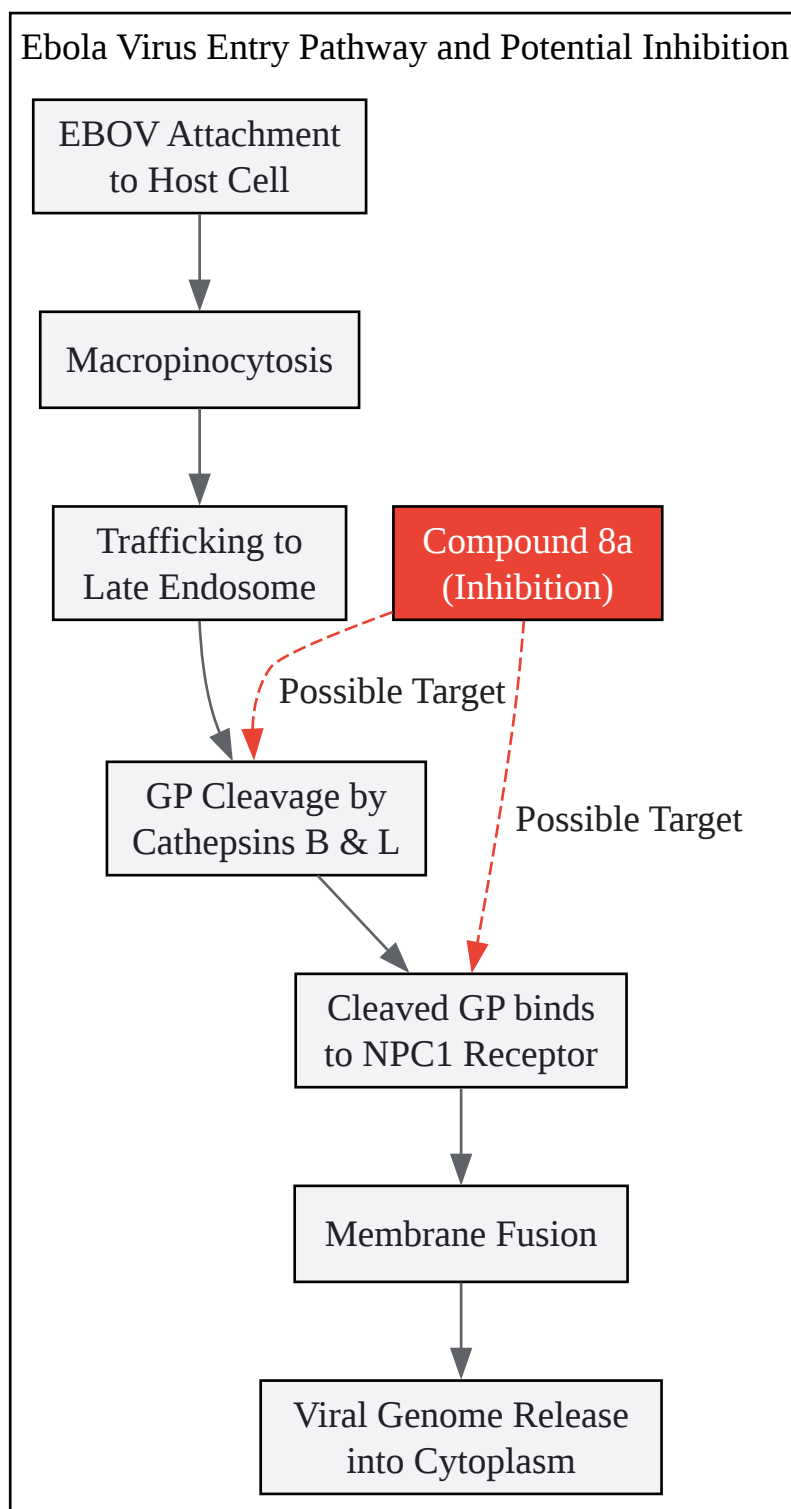 Ebola Virus Entry Pathway and Potential Inhibition
EBOV Attachment
to Host Cell
Macropinocytosis
Trafficking to
Late Endosome
Compound 8a
(Inhibition)
Possible Target
GP Cleavage by
Cathepsins B & L
Possible Target
Cleaved GP binds
to NPC1 Receptor
Membrane Fusion
Viral Genome Release
into Cytoplasm